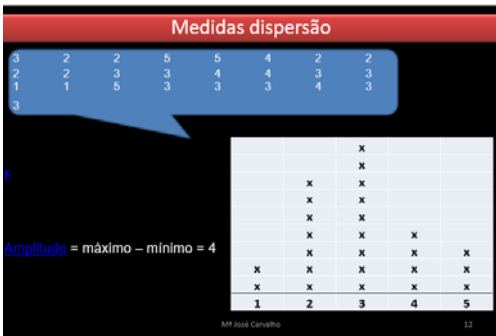 Medidas dispersão
3 2 2 5 5 4 2 2
2 2 3 3 4 4 3 3
1 1 5 3 3 3 4 3
3
x
x
x x
x x
x x
x x x
x x x x
x x x x x
x x x x x
1 2 3 4 5
Amplitude = máximo – mínimo = 4
Mª José Carvalho 12